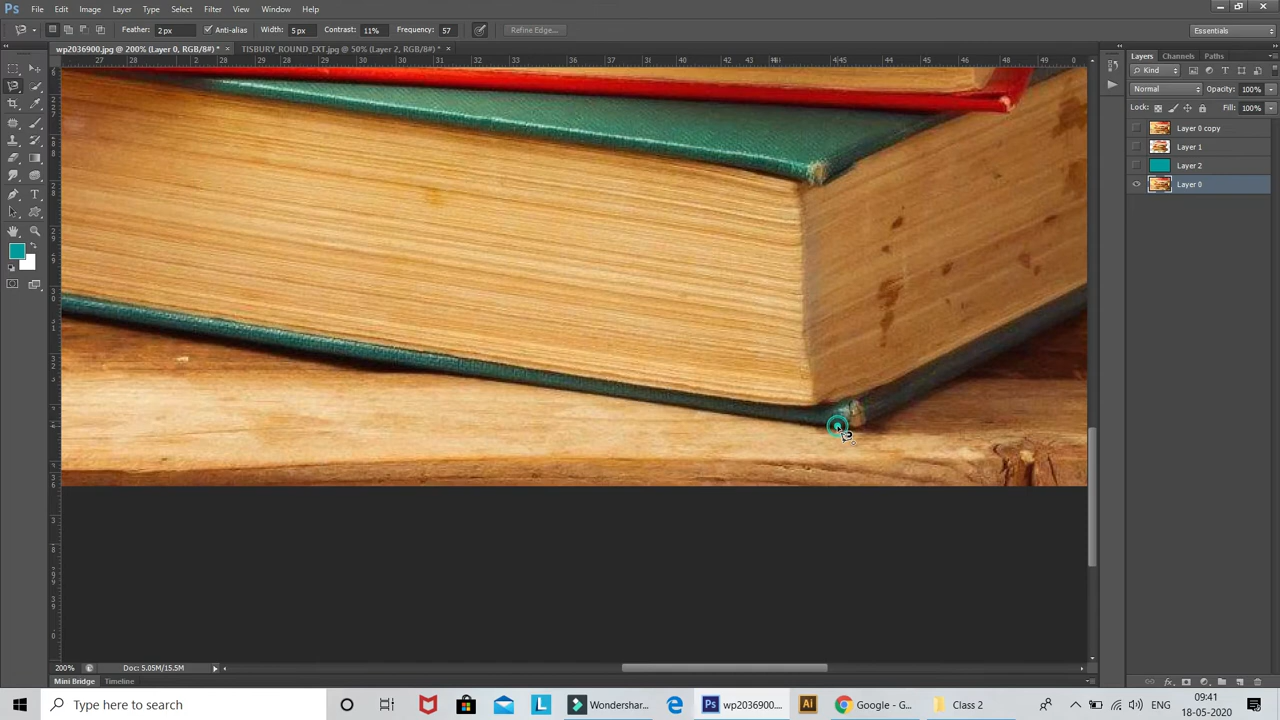 Ps File Edit Image Layer Type Select Filter View Window Help
Feather: 2 px Anti-alias Width: 5 px Contrast: 11% Frequency: 57 Refine Edge... Essentials
wp2036900.jpg @ 200% (Layer 0, RGB/8#) * × TISBURY_ROUND_EXT.jpg @ 50% (Layer 2, RGB/8#) * ×
Layers Channels Paths
Kind
Normal Opacity: 100%
Lock: Fill: 100%
Layer 0 copy
Layer 1
Layer 2
Layer 0
200% Doc: 5.05M/15.5M
Mini Bridge Timeline
Type here to search
Wondershar...
wp2036900....
Google - G...
Class 2
ENG
09:41
18-05-2020